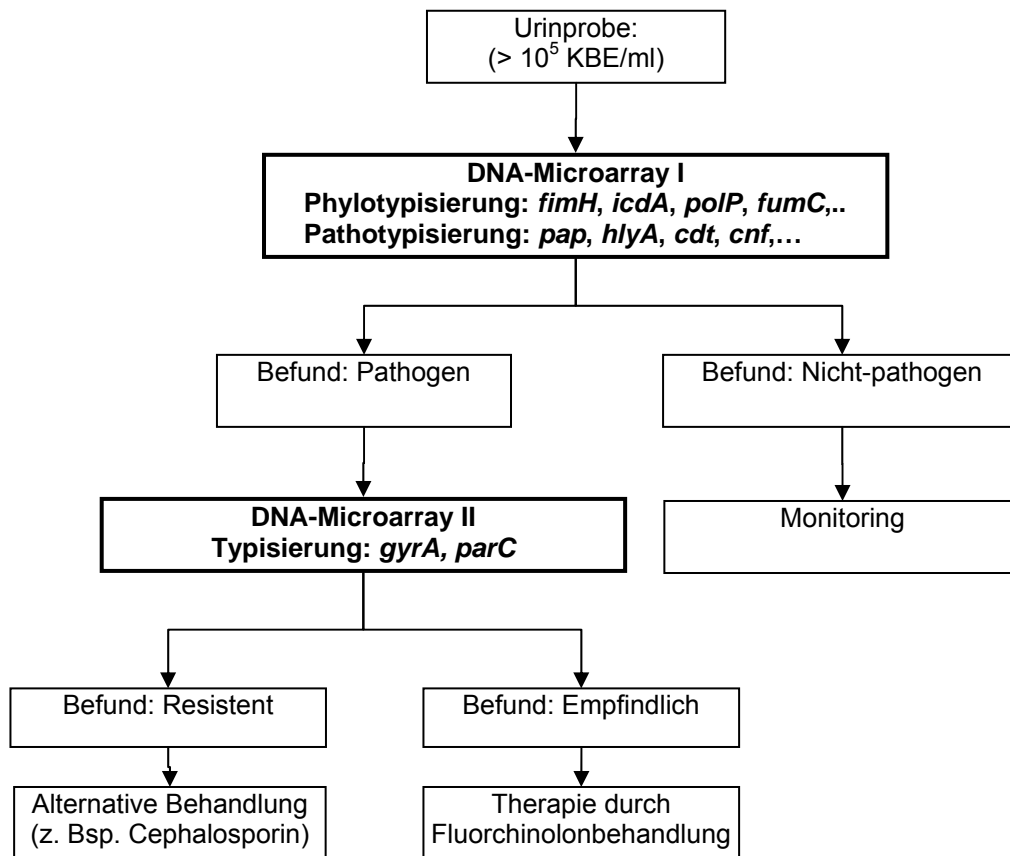 Urinprobe:
(> 10⁵ KBE/ml)
DNA-Microarray I
Phylotypisierung: fimH, icdA, polP, fumC,..
Pathotypisierung: pap, hlyA, cdt, cnf,…
Befund: Pathogen
Befund: Nicht-pathogen
DNA-Microarray II
Typisierung: gyrA, parC
Monitoring
Befund: Resistent
Befund: Empfindlich
Alternative Behandlung
(z. Bsp. Cephalosporin)
Therapie durch
Fluorchinolonbehandlung